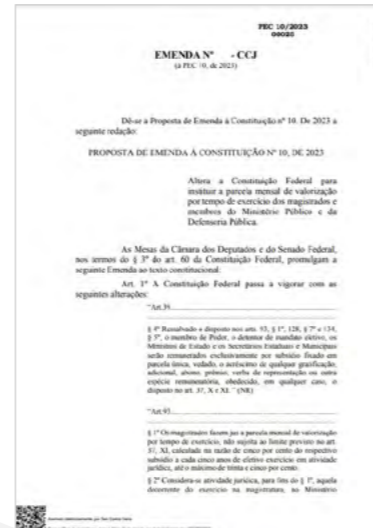 PEC 10/2023
00020
EMENDA Nº - CCJ
(à PEC 10, de 2023)
Dê-se a Proposta de Emenda à Constituição nº 10, De 2023 a
seguinte redação:
PROPOSTA DE EMENDA À CONSTITUIÇÃO Nº 10, DE 2023
Altera a Constituição Federal para
instituir a parcela mensal de valorização
por tempo de exercício dos magistrados e
membros do Ministério Público e da
Defensoria Pública.
As Mesas da Câmara dos Deputados e do Senado Federal,
nos termos do § 3º do art. 60 da Constituição Federal, promulgam a
seguinte Emenda ao texto constitucional:
Art. 1º A Constituição Federal passa a vigorar com as
seguintes alterações:
"Art.39
§ 4º Ressalvado o disposto nos arts. 93, § 1º, 128, § 7º e 134,
§ 5º, o membro de Poder, o detentor de mandato eletivo, os
Ministros de Estado e os Secretários Estaduais e Municipais
serão remunerados exclusivamente por subsídio fixado em
parcela única, vedado, o acréscimo de qualquer gratificação,
adicional, abono, prêmio, verba de representação ou outra
espécie remuneratória, obedecido, em qualquer caso, o
disposto no art. 37, X e XI." (NR)
"Art.93
§ 1º Os magistrados fazem jus a parcela mensal de valorização
por tempo de exercício, não sujeita ao limite previsto no art.
37, XI, calculada na razão de cinco por cento do respectivo
subsídio a cada cinco anos de efetivo exercício em atividade
jurídica, até o máximo de trinta e cinco por cento.
§ 2º Considera-se atividade jurídica, para fins do § 1º, aquela
decorrente do exercício na magistratura, no Ministério